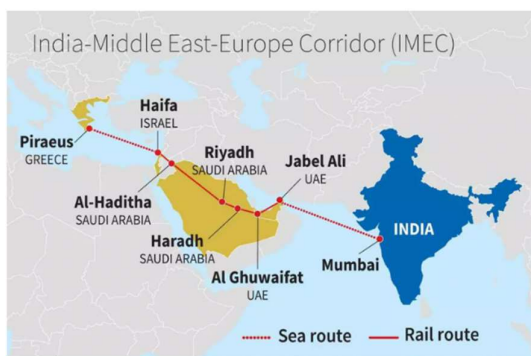 India-Middle East-Europe Corridor (IMEC)
Haifa
ISRAEL
Piraeus
GREECE
Riyadh
SAUDI ARABIA
Jabel Ali
UAE
Al-Haditha
SAUDI ARABIA
Haradh
SAUDI ARABIA
Al Ghuwaifat
UAE
INDIA
Mumbai
Sea route
Rail route